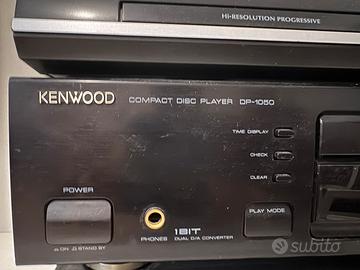 HI-RESOLUTION PROGRESSIVE
KENWOOD COMPACT DISC PLAYER DP-1050
TIME DISPLAY
CHECK
CLEAR
POWER
ON STAND BY
PHONES
1BIT
DUAL D/A CONVERTER
PLAY MODE
subito